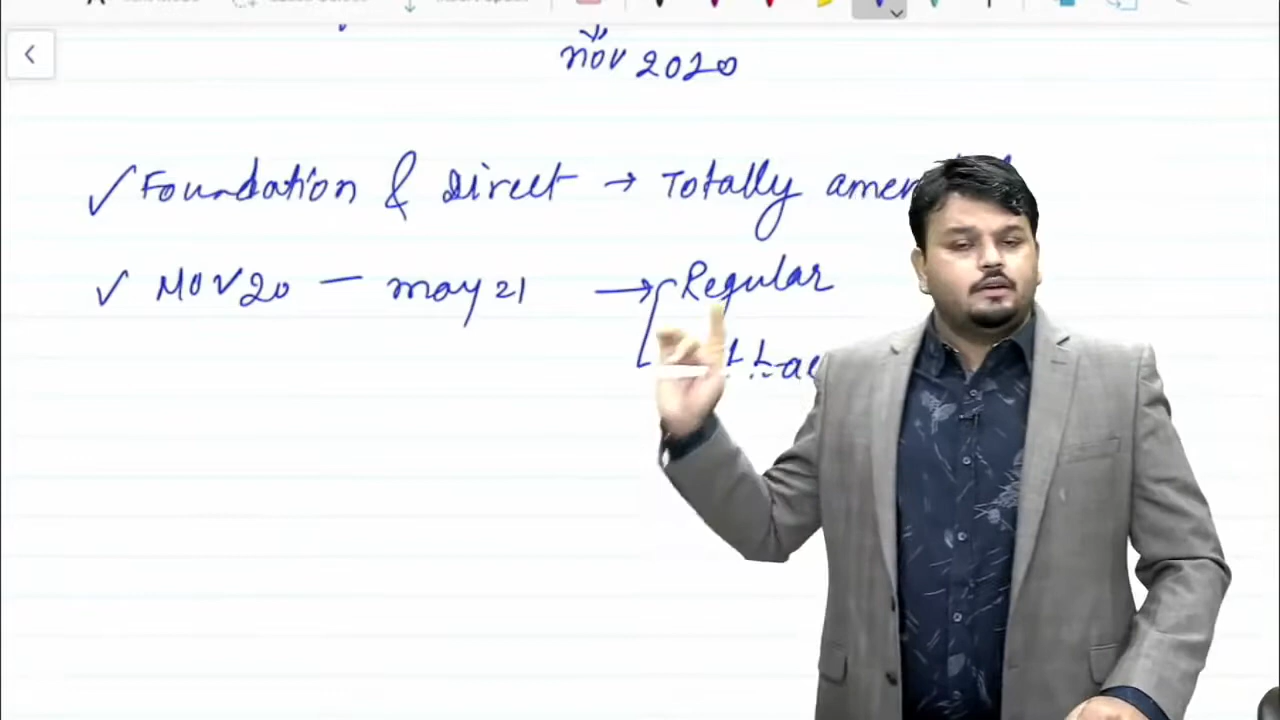 Nov 2020
✓ Foundation & Direct → Totally amen
✓ NOV 20 — may 21 → Regular